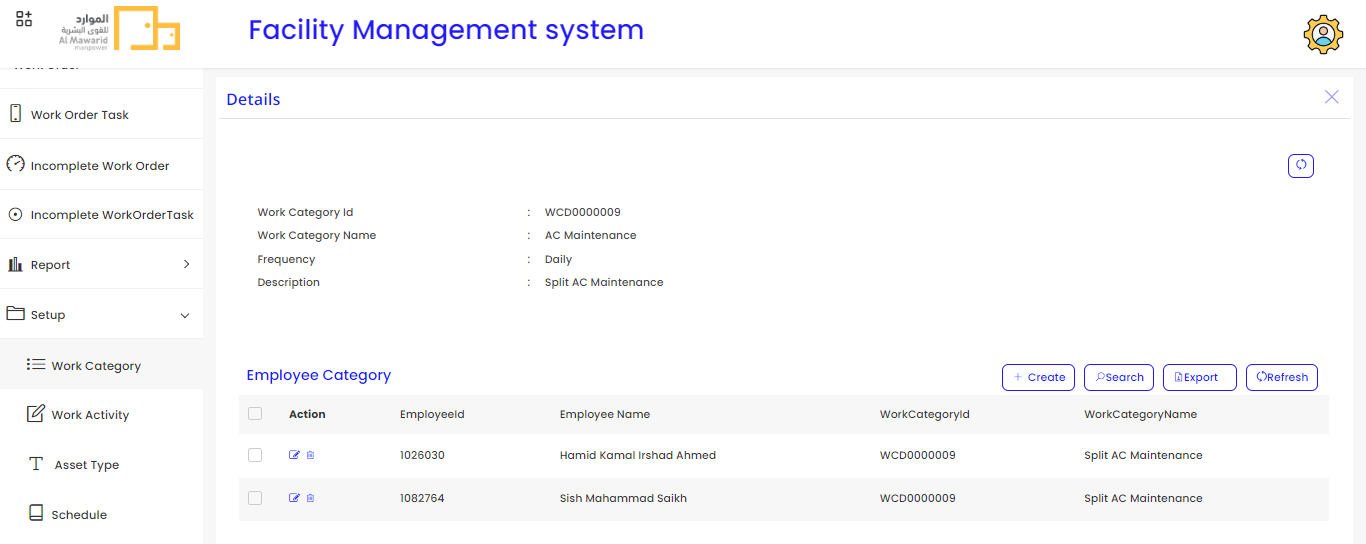 الموارد
للقوى البشرية
Al Mawarid
manpower
Facility Management system
Work Order
Work Order Task
Incomplete Work Order
Incomplete WorkOrderTask
Report
Setup
Work Category
Work Activity
Asset Type
Schedule
Details
Work Category Id : WCD0000009
Work Category Name : AC Maintenance
Frequency : Daily
Description : Split AC Maintenance
Employee Category
+ Create Search Export Refresh
Action EmployeeId Employee Name WorkCategoryId WorkCategoryName
1026030 Hamid Kamal Irshad Ahmed WCD0000009 Split AC Maintenance
1082764 Sish Mahammad Saikh WCD0000009 Split AC Maintenance